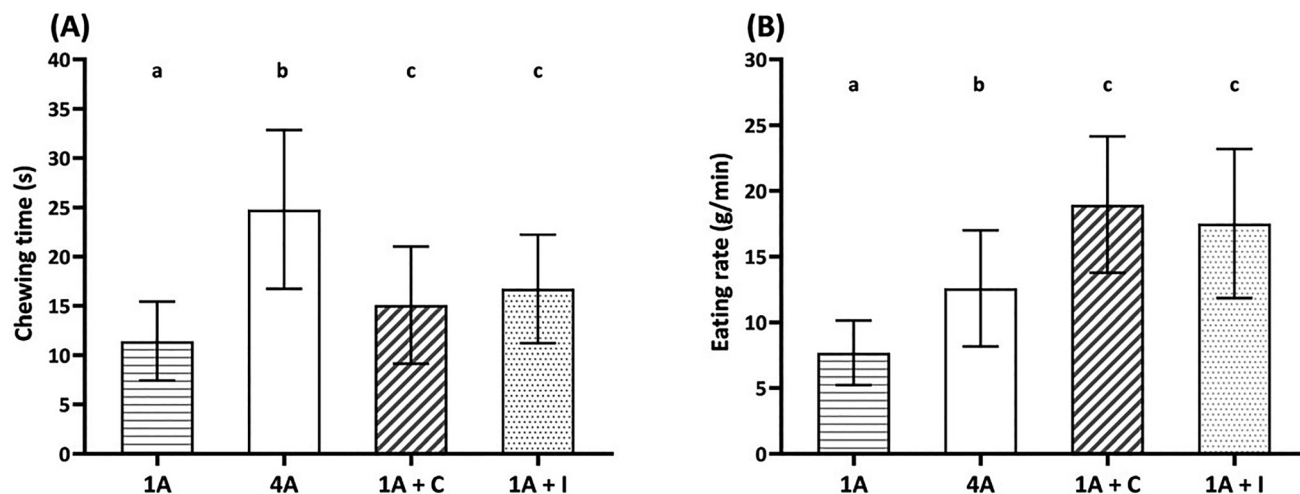 (A)
Chewing time (s)
40
35
30
25
20
15
10
5
0
a b c c
1A 4A 1A + C 1A + I
(B)
Eating rate (g/min)
30
25
20
15
10
5
0
a b c c
1A 4A 1A + C 1A + I